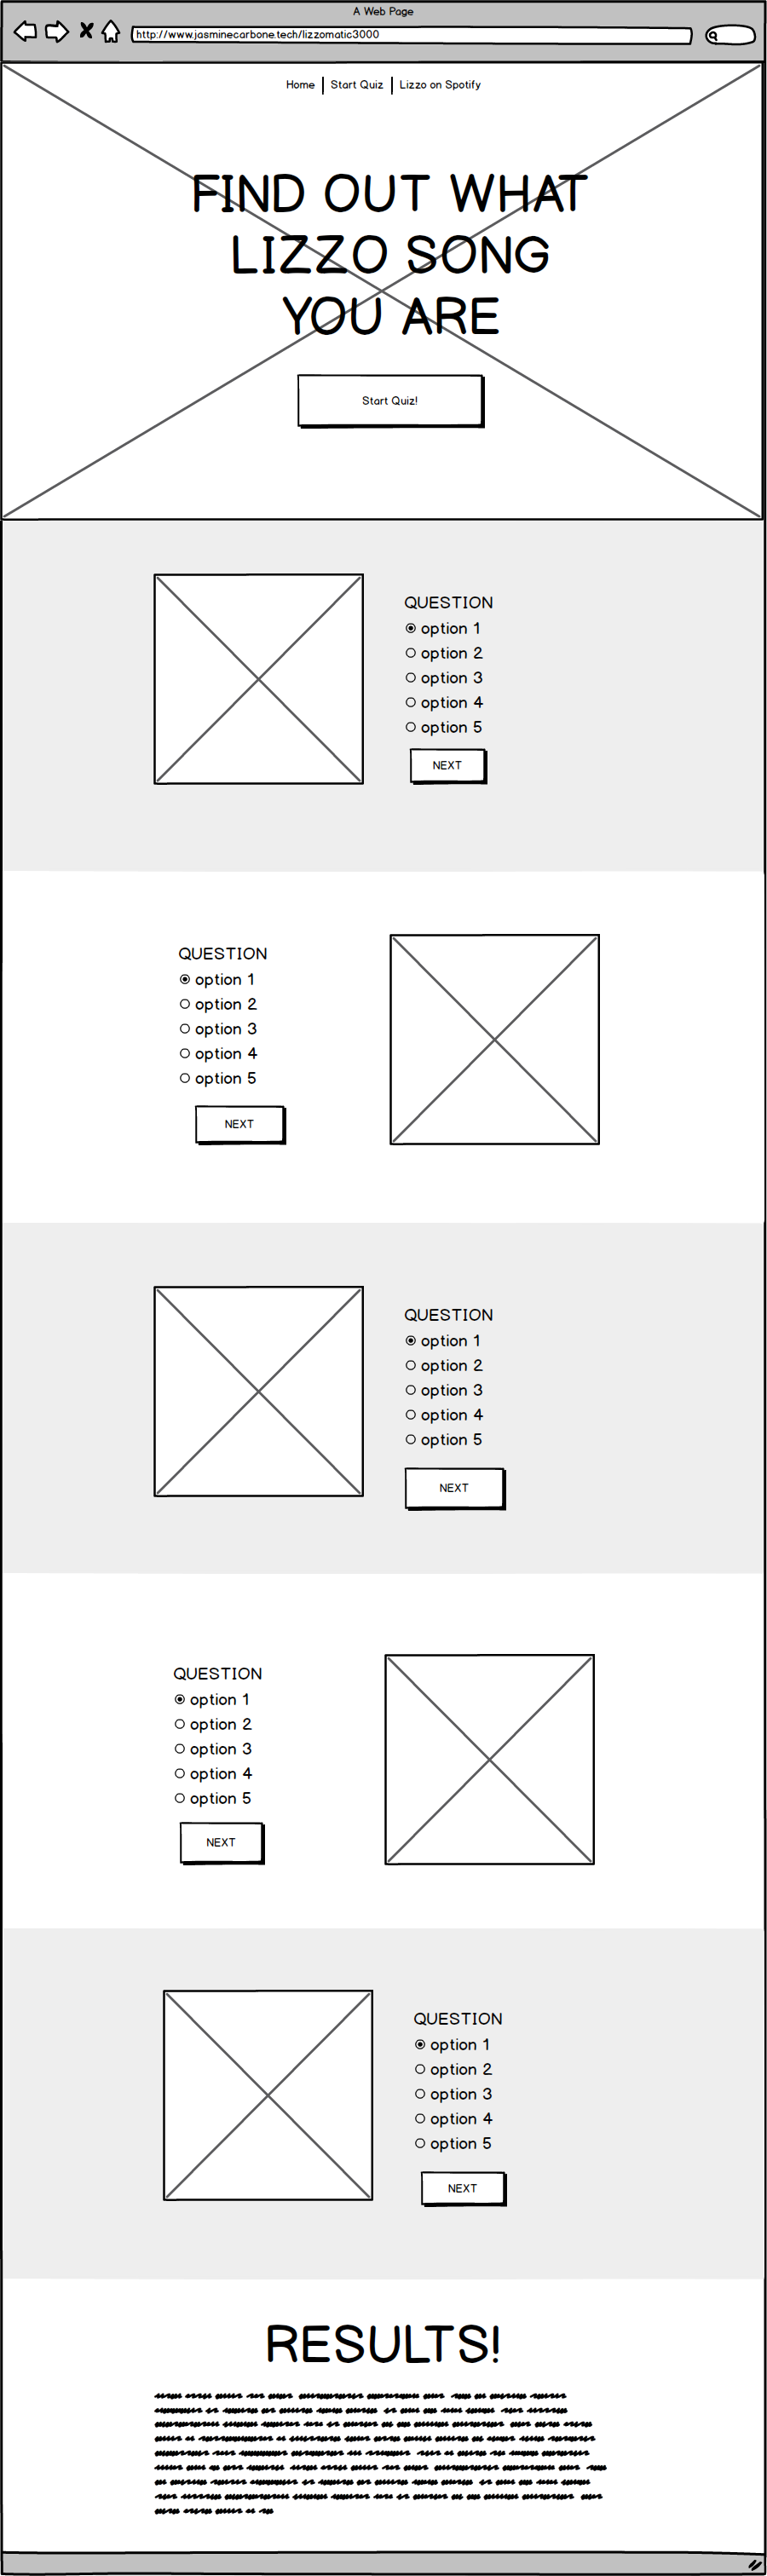 A Web Page
http://www.jasminecarbone.tech/lizzomatic3000
Home | Start Quiz | Lizzo on Spotify
FIND OUT WHAT
LIZZO SONG
YOU ARE
Start Quiz!
QUESTION
option 1
option 2
option 3
option 4
option 5
NEXT
QUESTION
option 1
option 2
option 3
option 4
option 5
NEXT
QUESTION
option 1
option 2
option 3
option 4
option 5
NEXT
QUESTION
option 1
option 2
option 3
option 4
option 5
NEXT
QUESTION
option 1
option 2
option 3
option 4
option 5
NEXT
RESULTS!